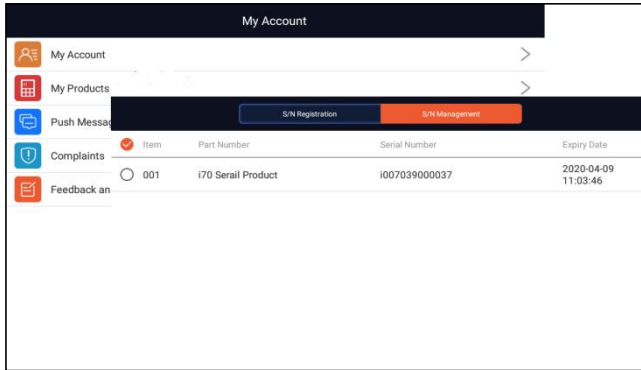 My Account
My Account
My Products
Push Messag
Complaints
Feedback an
S/N Registration S/N Management
Item Part Number Serial Number Expiry Date
001 i70 Serail Product i007039000037 2020-04-09
11:03:46